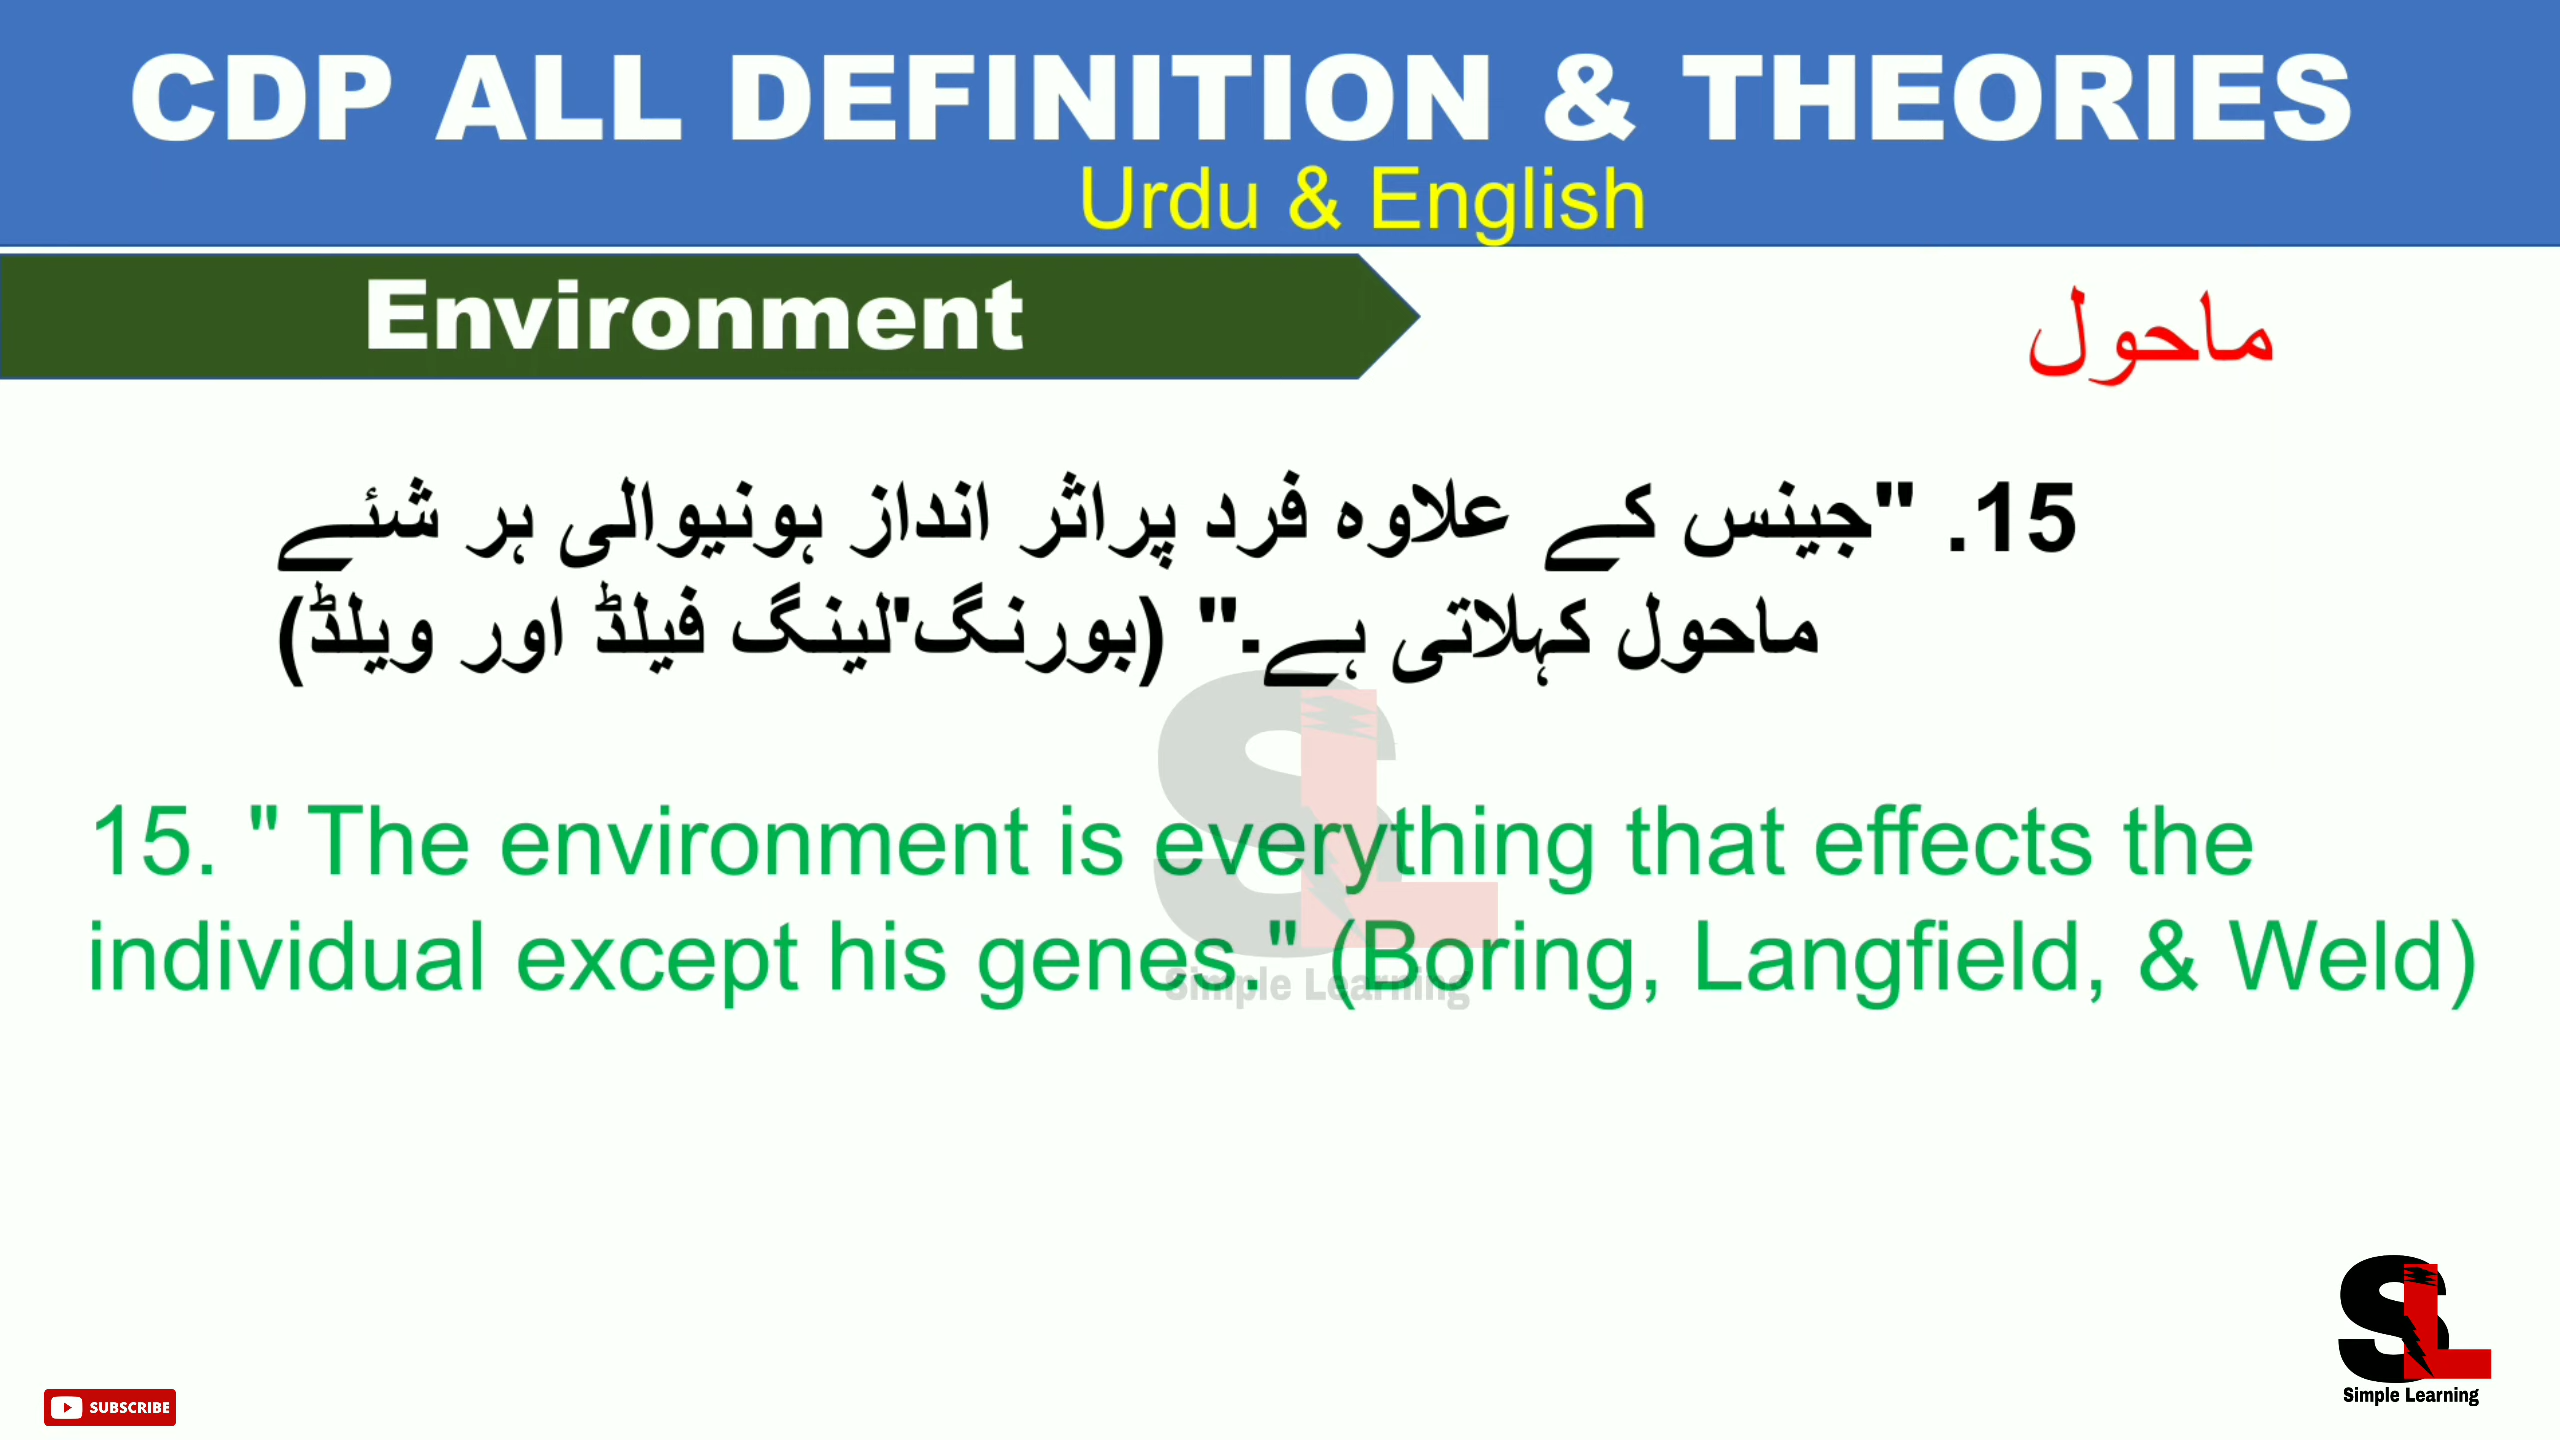 CDP ALL DEFINITION & THEORIES
Urdu & English
Environment
ماحول
15. "جینس کے علاوہ فرد پراثر انداز ہونیوالی ہر شئے
ماحول کہلاتی ہے۔" (بورنگ'لینگ فیلڈ اور ویلڈ)
15. " The environment is everything that effects the
individual except his genes." (Boring, Langfield, & Weld)
Simple Learning
SL
Simple Learning
SUBSCRIBE